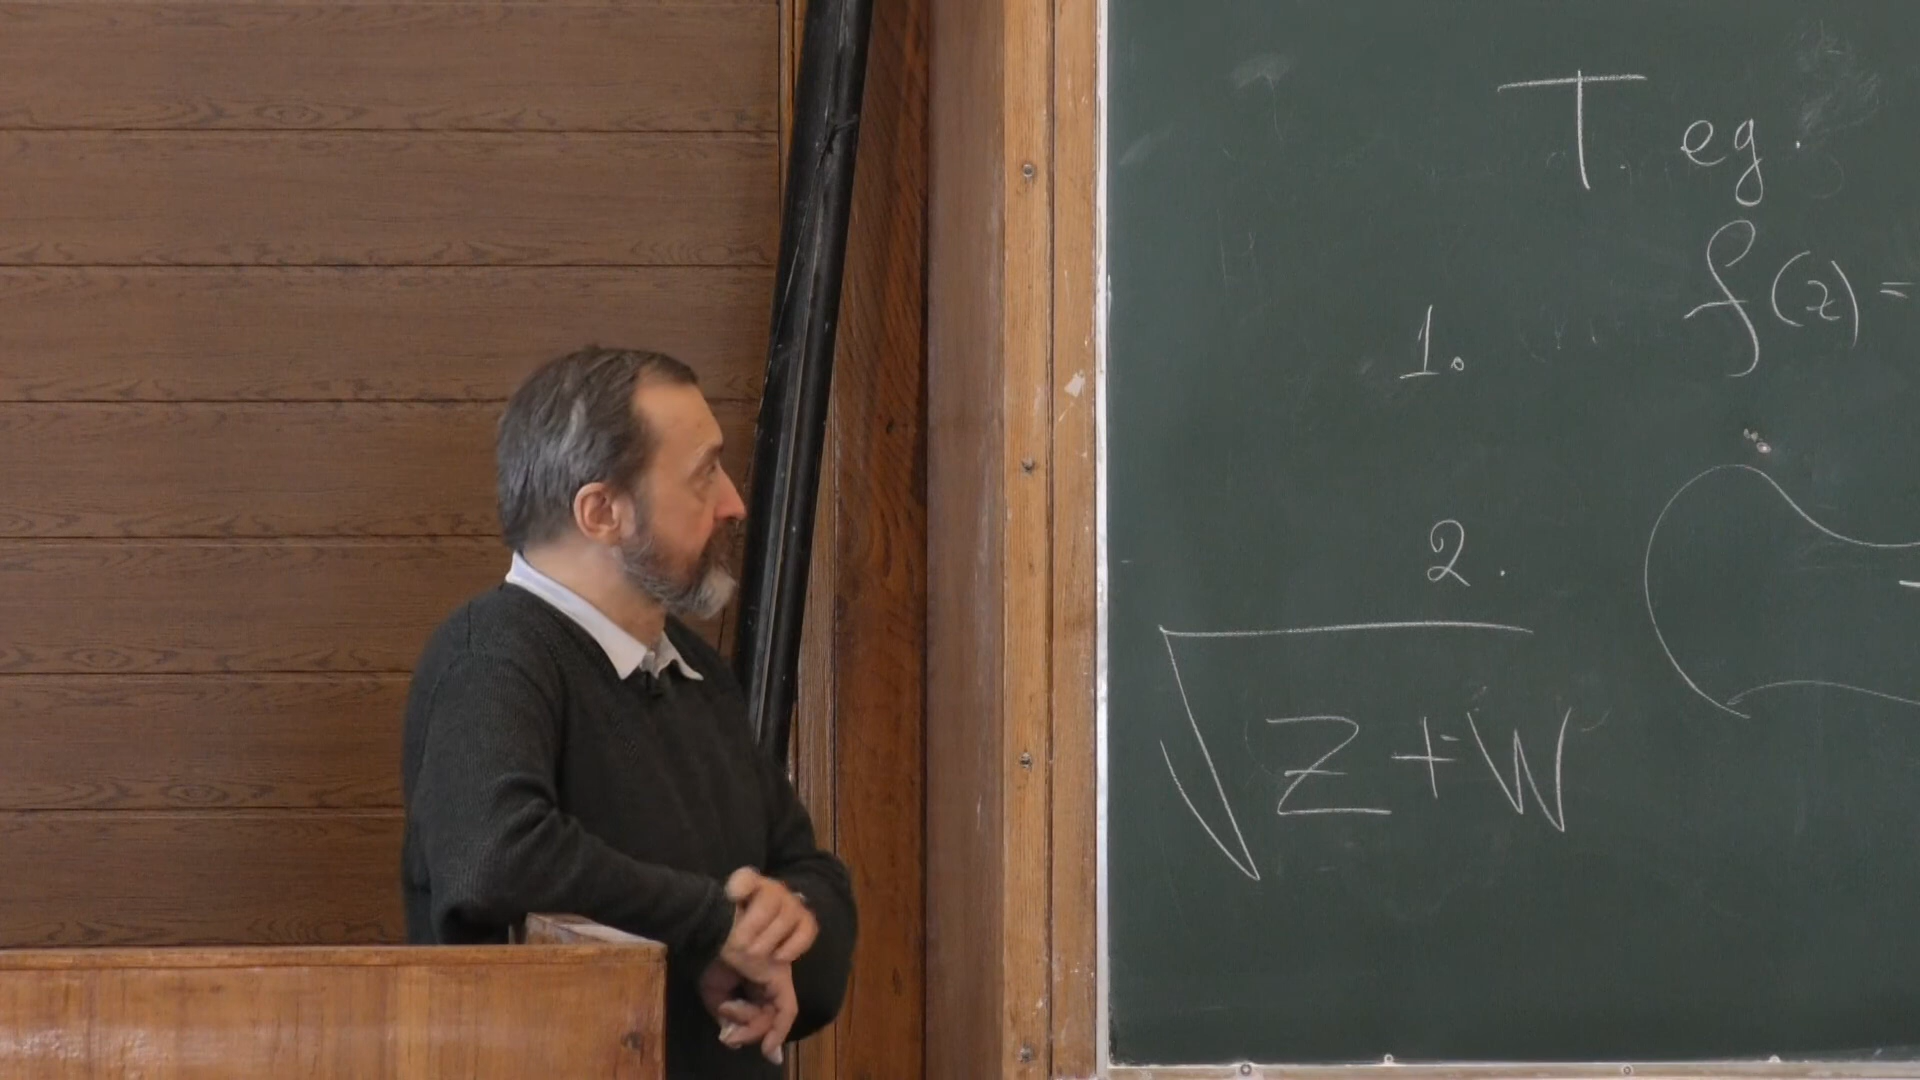 T. eg.
1. f(z) =
2.
√Z+W